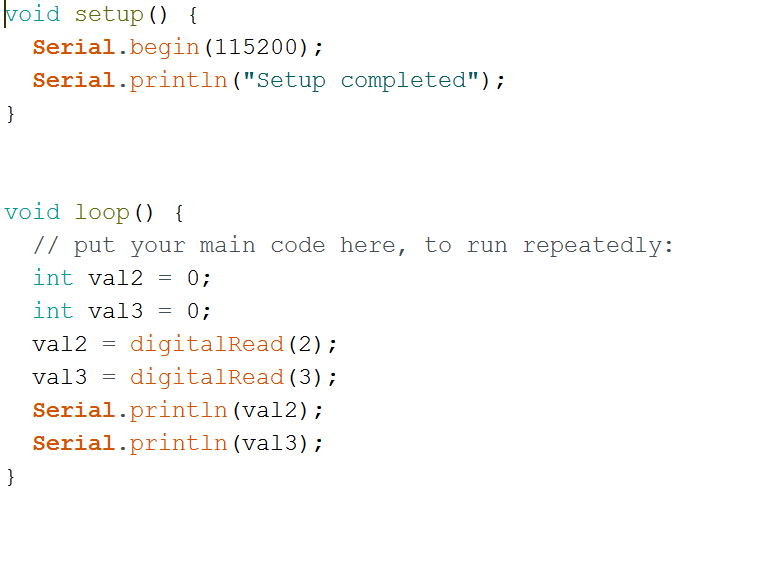 void setup() {
  Serial.begin(115200);
  Serial.println("Setup completed");
}
void loop() {
  // put your main code here, to run repeatedly:
  int val2 = 0;
  int val3 = 0;
  val2 = digitalRead(2);
  val3 = digitalRead(3);
  Serial.println(val2);
  Serial.println(val3);
}